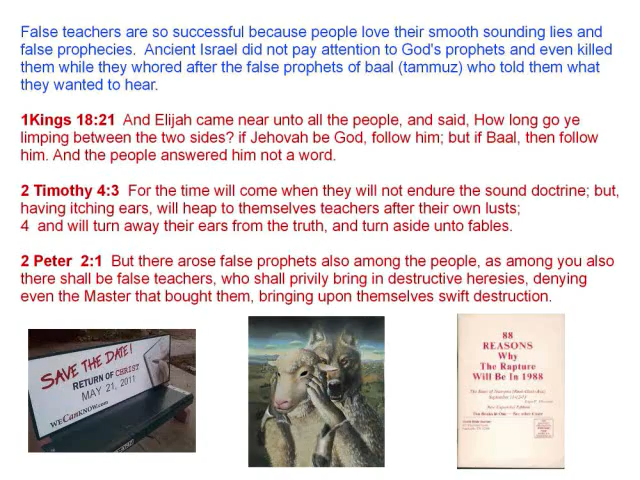 False teachers are so successful because people love their smooth sounding lies and
false prophecies.  Ancient Israel did not pay attention to God's prophets and even killed
them while they whored after the false prophets of baal (tammuz) who told them what
they wanted to hear.
1Kings 18:21  And Elijah came near unto all the people, and said, How long go ye
limping between the two sides? if Jehovah be God, follow him; but if Baal, then follow
him. And the people answered him not a word.
2 Timothy 4:3  For the time will come when they will not endure the sound doctrine; but,
having itching ears, will heap to themselves teachers after their own lusts;
4  and will turn away their ears from the truth, and turn aside unto fables.
2 Peter  2:1  But there arose false prophets also among the people, as among you also
there shall be false teachers, who shall privily bring in destructive heresies, denying
even the Master that bought them, bringing upon themselves swift destruction.
SAVE THE DATE!
RETURN OF CHRIST
MAY 21, 2011
WECanKNOW.com
88
REASONS
Why
The Rapture
Will Be In 1988